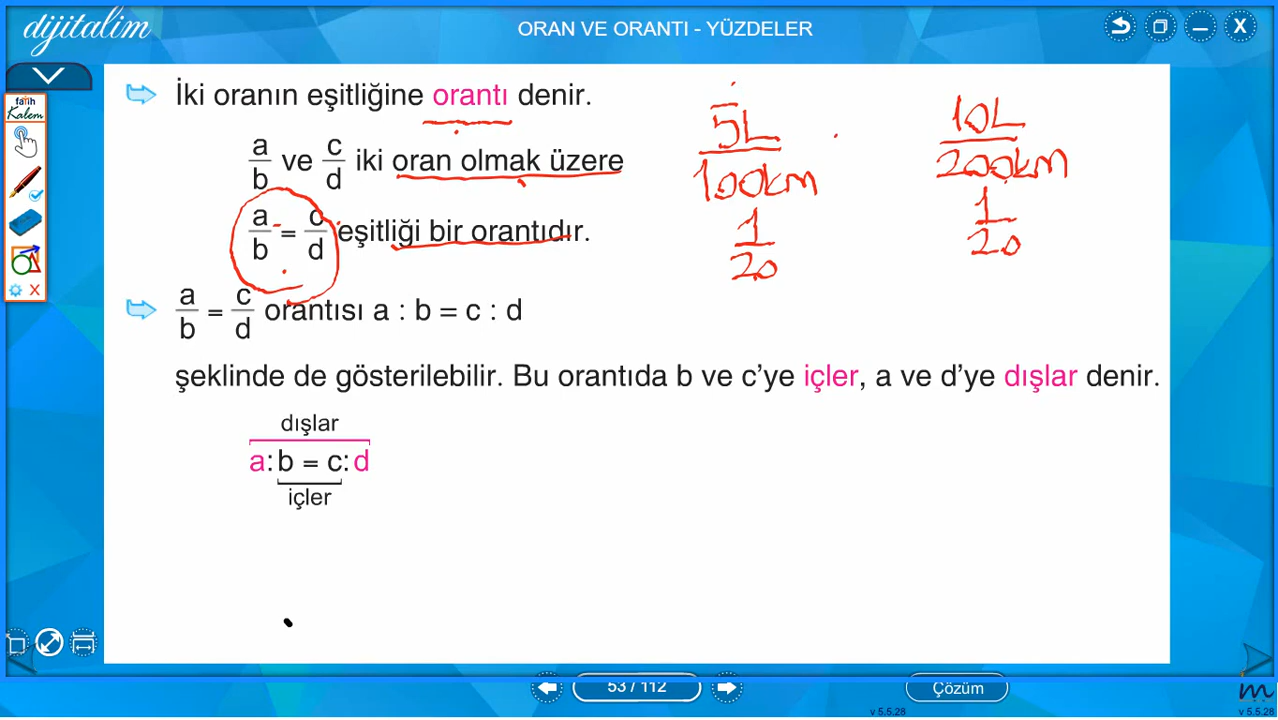 dijitalim
ORAN VE ORANTI - YÜZDELER
X
fatih
Kalem
X
İki oranın eşitliğine orantı denir.
a/b ve c/d iki oran olmak üzere
a/b = c/d eşitliği bir orantıdır.
5L/100km
1/20
10L/200km
1/20
a/b = c/d orantısı a : b = c : d
şeklinde de gösterilebilir. Bu orantıda b ve c’ye içler, a ve d’ye dışlar denir.
dışlar
a:b = c:d
içler
53 / 112
Çözüm
m
v 5.5.28
v 5.5.28